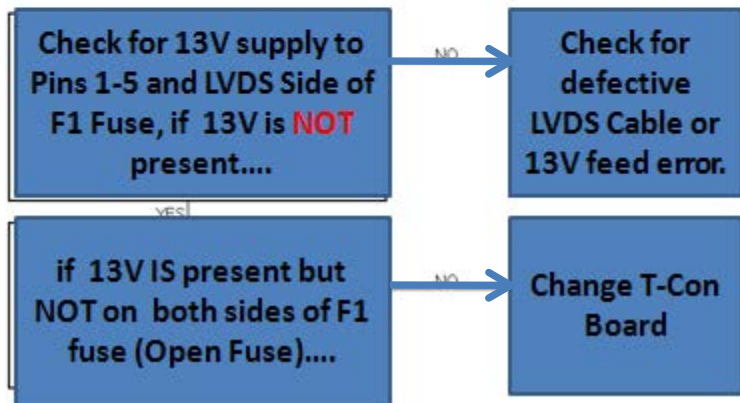 Check for 13V supply to
Pins 1-5 and LVDS Side of
F1 Fuse, if 13V is NOT
present....
NO
Check for
defective
LVDS Cable or
13V feed error.
YES
if 13V IS present but
NOT on both sides of F1
fuse (Open Fuse)....
NO
Change T-Con
Board